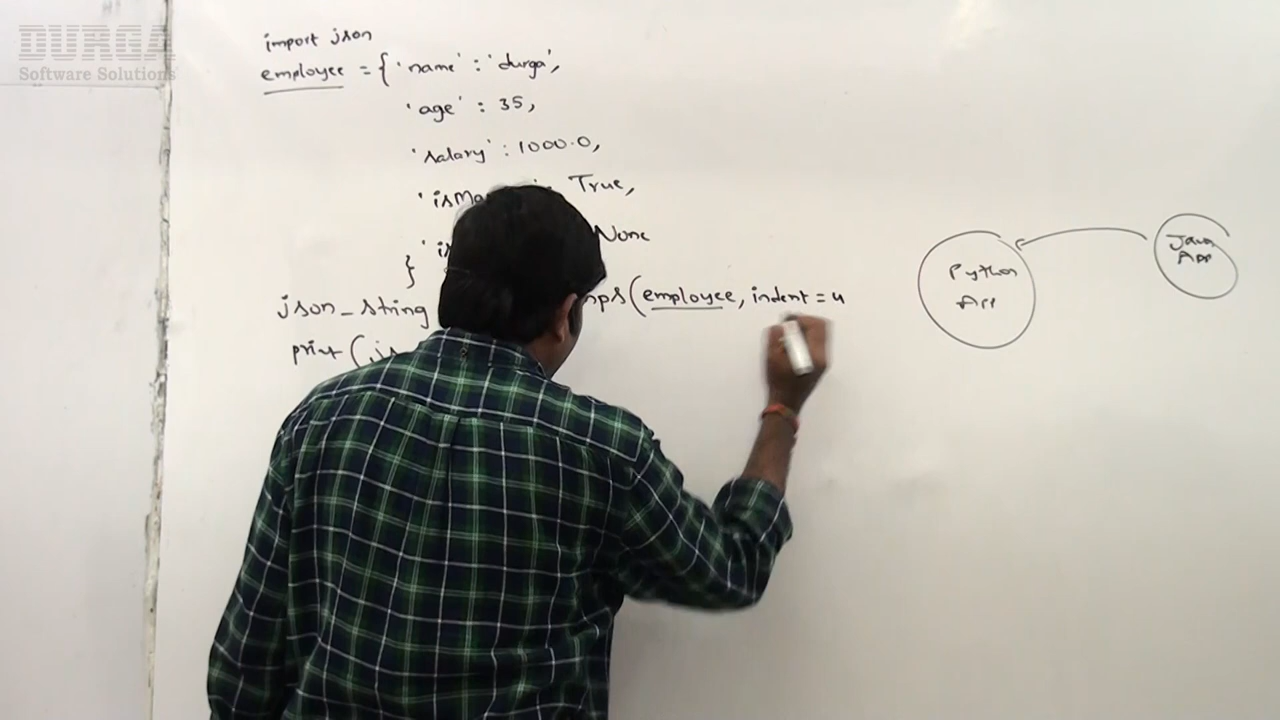 DURGA
Software Solutions
import json
employee = { 'name' : 'durga',
'age' : 35,
'salary' : 1000.0,
True,
None
}
json_string (employee, indent = 4
print(
Python
App
Java
App